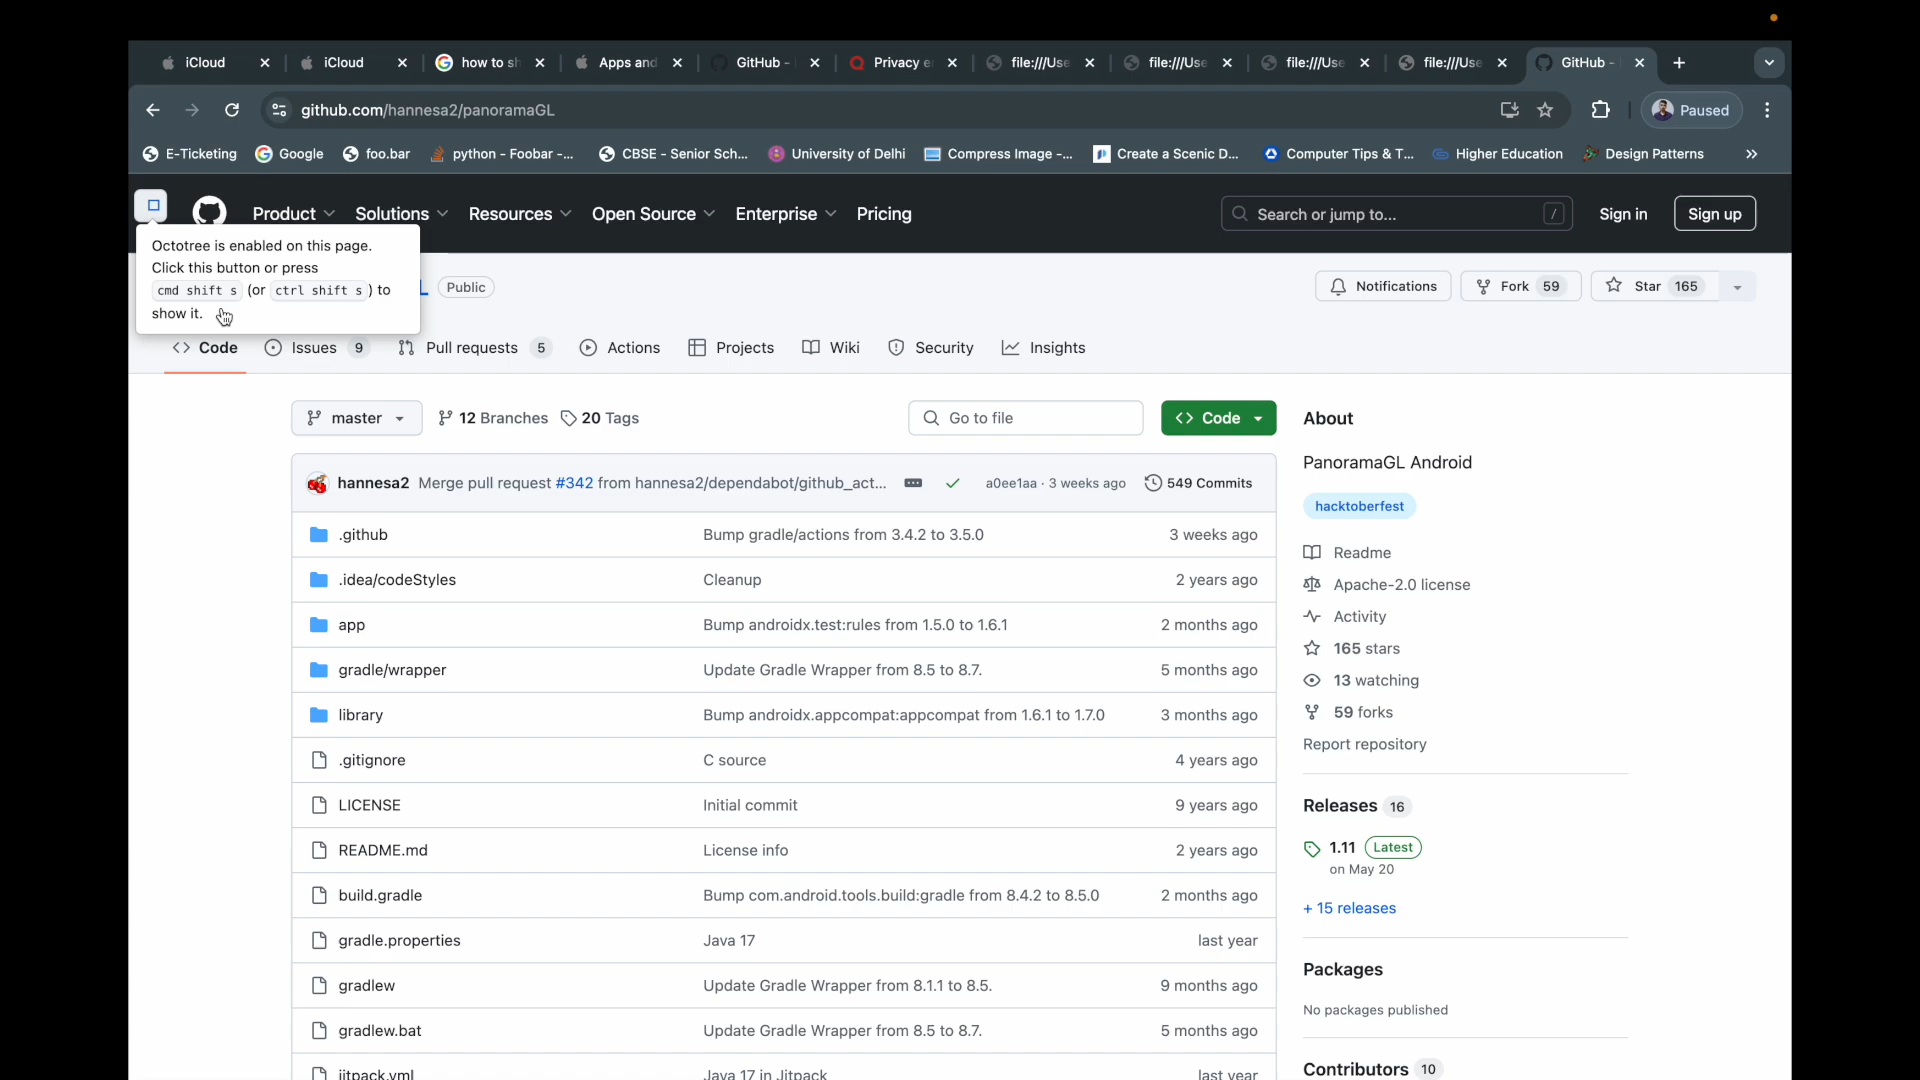 iCloud
iCloud
how to sh
Apps and
GitHub -
Privacy e
file:///Use
file:///Use
file:///Use
file:///Use
GitHub -
github.com/hannesa2/panoramaGL
Paused
E-Ticketing
Google
foo.bar
python - Foobar -...
CBSE - Senior Sch...
University of Delhi
Compress Image -...
Create a Scenic D...
Computer Tips & T...
Higher Education
Design Patterns
Product
Solutions
Resources
Open Source
Enterprise
Pricing
Search or jump to...
/
Sign in
Sign up
Octotree is enabled on this page.
Click this button or press
cmd shift s (or ctrl shift s) to
show it.
L
Public
Notifications
Fork 59
Star 165
Code
Issues 9
Pull requests 5
Actions
Projects
Wiki
Security
Insights
master
12 Branches
20 Tags
Go to file
Code
hannesa2 Merge pull request #342 from hannesa2/dependabot/github_act... a0ee1aa · 3 weeks ago 549 Commits
.github Bump gradle/actions from 3.4.2 to 3.5.0 3 weeks ago
.idea/codeStyles Cleanup 2 years ago
app Bump androidx.test:rules from 1.5.0 to 1.6.1 2 months ago
gradle/wrapper Update Gradle Wrapper from 8.5 to 8.7. 5 months ago
library Bump androidx.appcompat:appcompat from 1.6.1 to 1.7.0 3 months ago
.gitignore C source 4 years ago
LICENSE Initial commit 9 years ago
README.md License info 2 years ago
build.gradle Bump com.android.tools.build:gradle from 8.4.2 to 8.5.0 2 months ago
gradle.properties Java 17 last year
gradlew Update Gradle Wrapper from 8.1.1 to 8.5. 9 months ago
gradlew.bat Update Gradle Wrapper from 8.5 to 8.7. 5 months ago
jitpack.yml Java 17 in Jitpack last year
About
PanoramaGL Android
hacktoberfest
Readme
Apache-2.0 license
Activity
165 stars
13 watching
59 forks
Report repository
Releases 16
1.11 Latest
on May 20
+ 15 releases
Packages
No packages published
Contributors 10